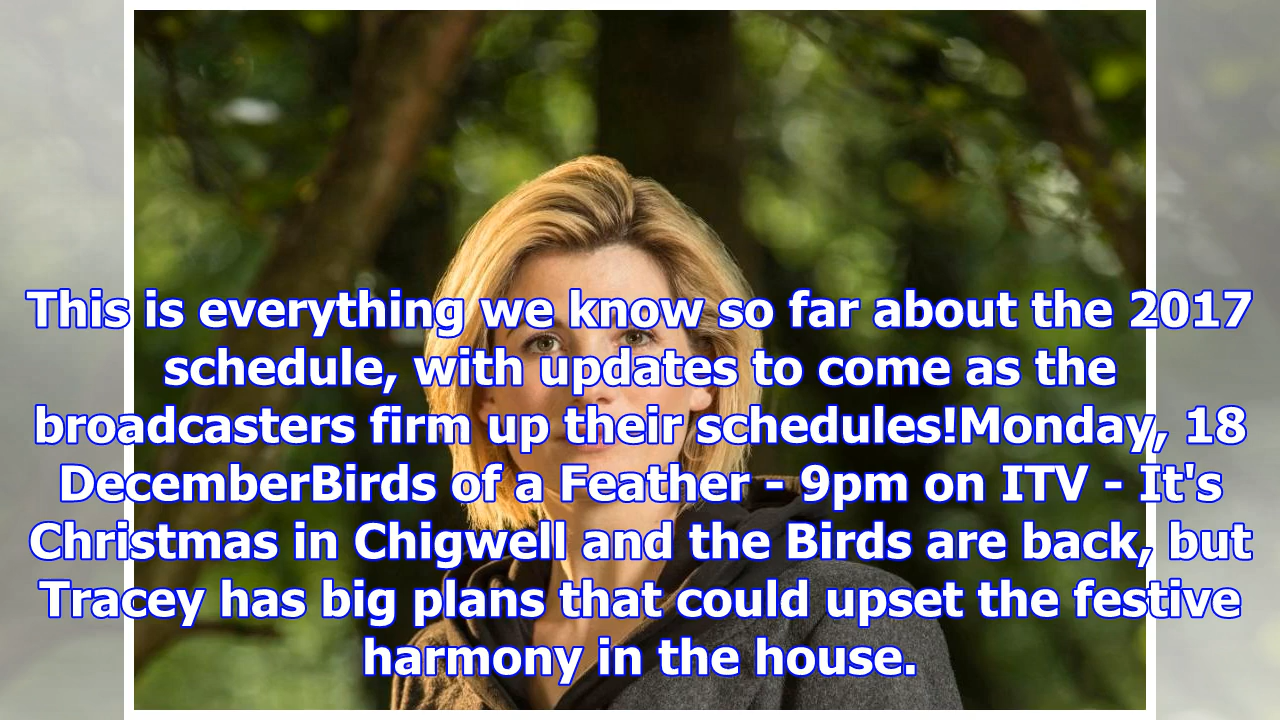 This is everything we know so far about the 2017
schedule, with updates to come as the
broadcasters firm up their schedules!Monday, 18
DecemberBirds of a Feather - 9pm on ITV - It's
Christmas in Chigwell and the Birds are back, but
Tracey has big plans that could upset the festive
harmony in the house.